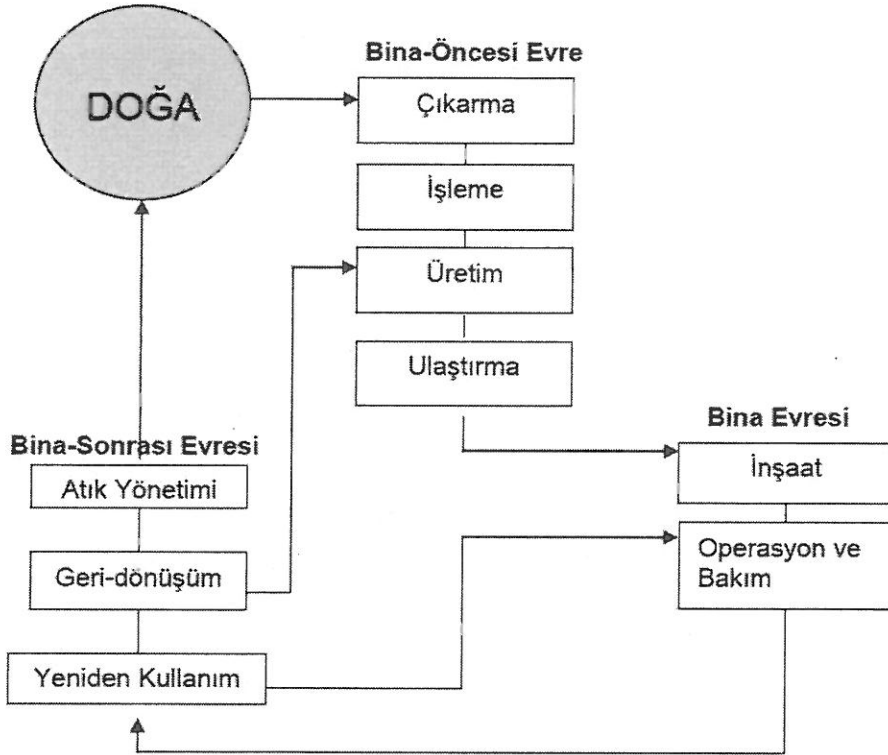 DOĞA
Bina-Öncesi Evre
Çıkarma
İşleme
Üretim
Ulaştırma
Bina Evresi
İnşaat
Operasyon ve
Bakım
Bina-Sonrası Evresi
Atık Yönetimi
Geri-dönüşüm
Yeniden Kullanım